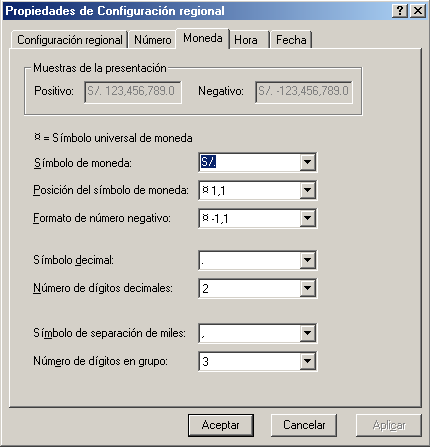 Propiedades de Configuración regional
Configuración regional Número Moneda Hora Fecha
Muestras de la presentación
Positivo: S/. 123,456,789.0 Negativo: S/. -123,456,789.0
¤ = Símbolo universal de moneda
Símbolo de moneda: S/.
Posición del símbolo de moneda: ¤ 1,1
Formato de número negativo: ¤ -1,1
Símbolo decimal: .
Número de dígitos decimales: 2
Símbolo de separación de miles: ,
Número de dígitos en grupo: 3
Aceptar Cancelar Aplicar